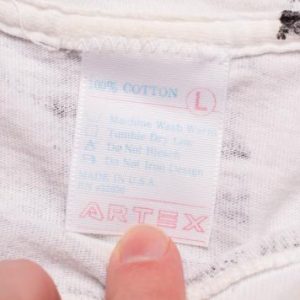 100% COTTON L
Machine Wash Warm
Tumble Dry Low
Do Not Bleach
Do Not Iron Design
MADE IN U.S.A.
ARTEX